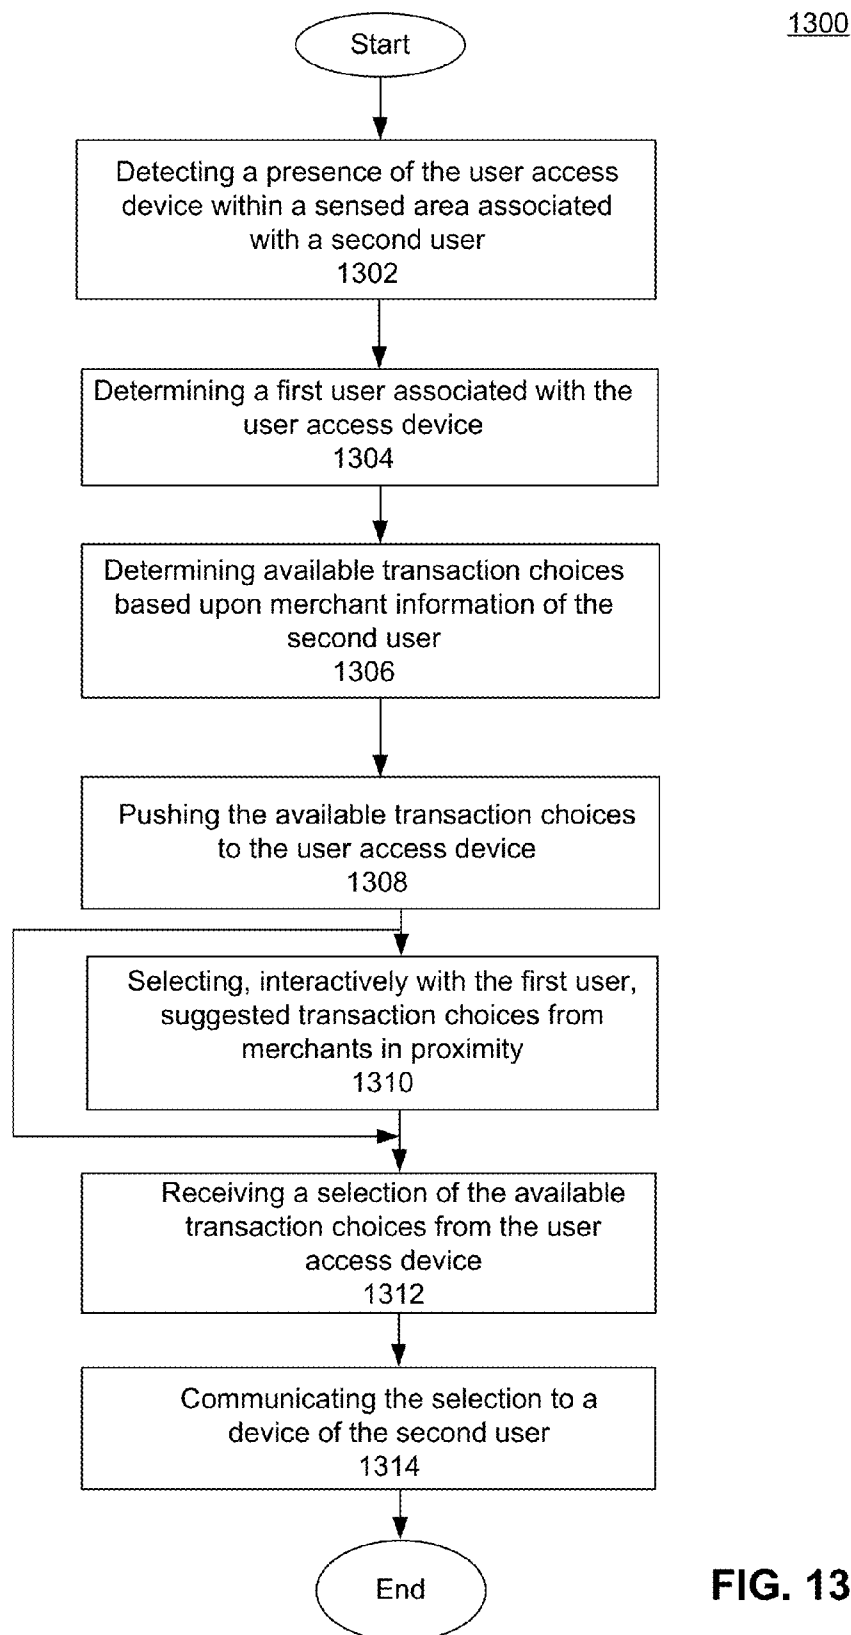 1300
Start
Detecting a presence of the user access
device within a sensed area associated
with a second user
1302
Determining a first user associated with the
user access device
1304
Determining available transaction choices
based upon merchant information of the
second user
1306
Pushing the available transaction choices
to the user access device
1308
Selecting, interactively with the first user,
suggested transaction choices from
merchants in proximity
1310
Receiving a selection of the available
transaction choices from the user
access device
1312
Communicating the selection to a
device of the second user
1314
End
FIG. 13